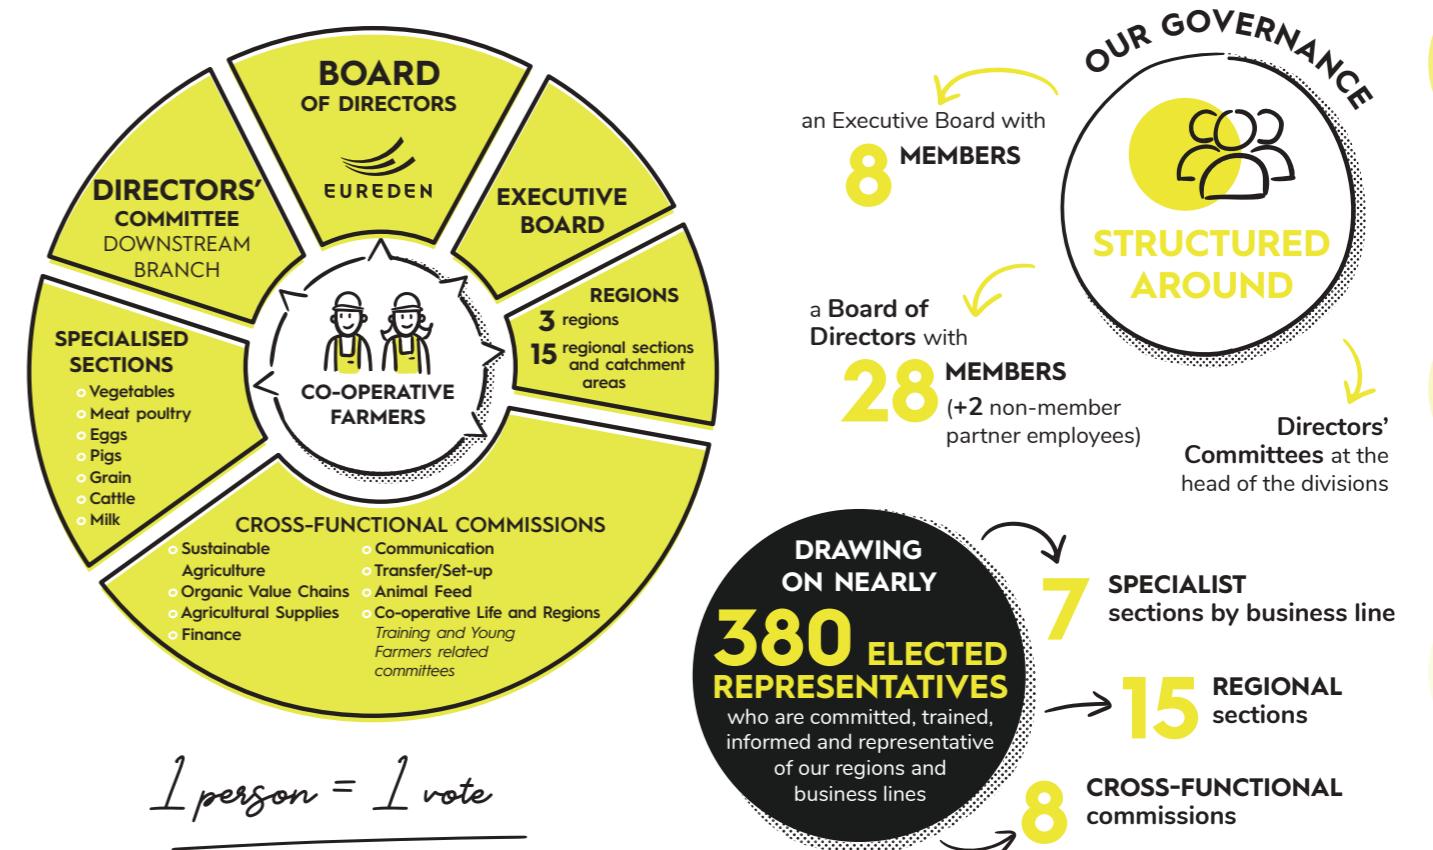 BOARD
OF DIRECTORS
EUREDEN
DIRECTORS'
COMMITTEE
DOWNSTREAM
BRANCH
EXECUTIVE
BOARD
REGIONS
3 regions
15 regional sections
and catchment
areas
SPECIALISED
SECTIONS
Vegetables
Meat poultry
Eggs
Pigs
Grain
Cattle
Milk
CO-OPERATIVE
FARMERS
CROSS-FUNCTIONAL COMMISSIONS
Sustainable
Agriculture
Organic Value Chains
Agricultural Supplies
Finance
Communication
Transfer/Set-up
Animal Feed
Co-operative Life and Regions
Training and Young
Farmers related
committees
1 person = 1 vote
OUR GOVERNANCE
STRUCTURED
AROUND
an Executive Board with
8 MEMBERS
a Board of
Directors with
28 MEMBERS
(+2 non-member
partner employees)
Directors'
Committees at the
head of the divisions
DRAWING
ON NEARLY
380 ELECTED
REPRESENTATIVES
who are committed, trained,
informed and representative
of our regions and
business lines
7 SPECIALIST
sections by business line
15 REGIONAL
sections
8 CROSS-FUNCTIONAL
commissions